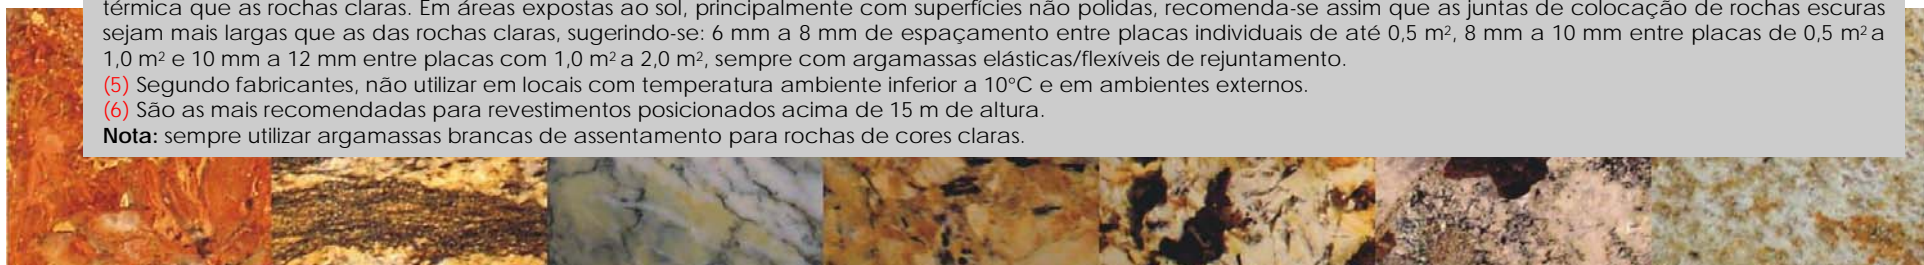 térmica que as rochas claras. Em áreas expostas ao sol, principalmente com superfícies não polidas, recomenda-se assim que as juntas de colocação de rochas escuras
sejam mais largas que as das rochas claras, sugerindo-se: 6 mm a 8 mm de espaçamento entre placas individuais de até 0,5 m², 8 mm a 10 mm entre placas de 0,5 m² a
1,0 m² e 10 mm a 12 mm entre placas com 1,0 m² a 2,0 m², sempre com argamassas elásticas/flexíveis de rejuntamento.
(5) Segundo fabricantes, não utilizar em locais com temperatura ambiente inferior a 10°C e em ambientes externos.
(6) São as mais recomendadas para revestimentos posicionados acima de 15 m de altura.
Nota: sempre utilizar argamassas brancas de assentamento para rochas de cores claras.